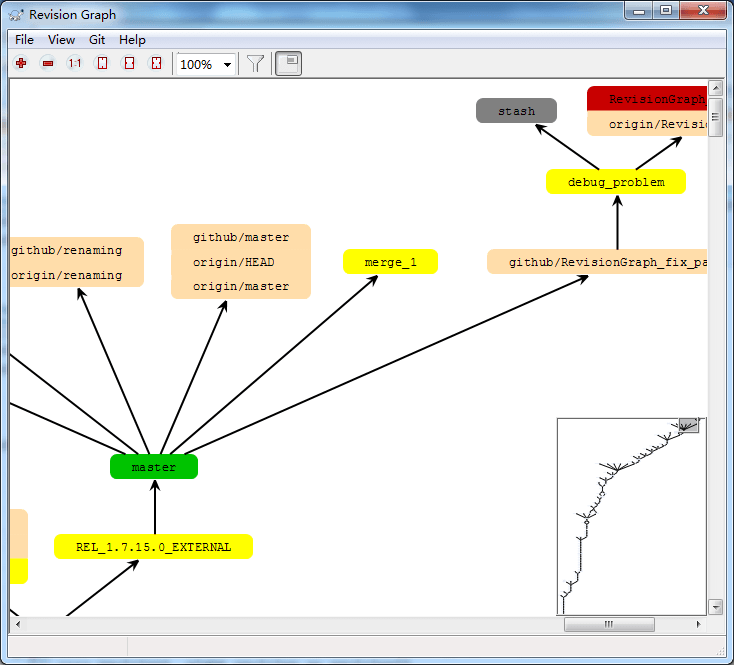 Revision Graph
File View Git Help
1:1
100%
stash
RevisionGraph
origin/Revisi
debug_problem
github/renaming
origin/renaming
github/master
origin/HEAD
origin/master
merge_1
github/RevisionGraph_fix_pa
master
REL_1.7.15.0_EXTERNAL